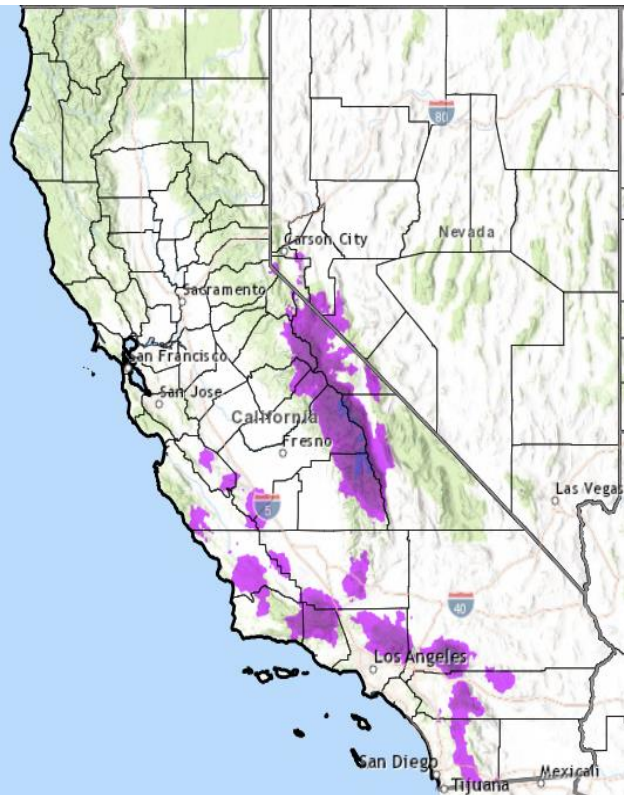 80
Carson City
Nevada
Sacramento
San Francisco
San Jose
California
Fresno
Las Vegas
5
40
Los Angeles
San Diego
Mexicali
Tijuana